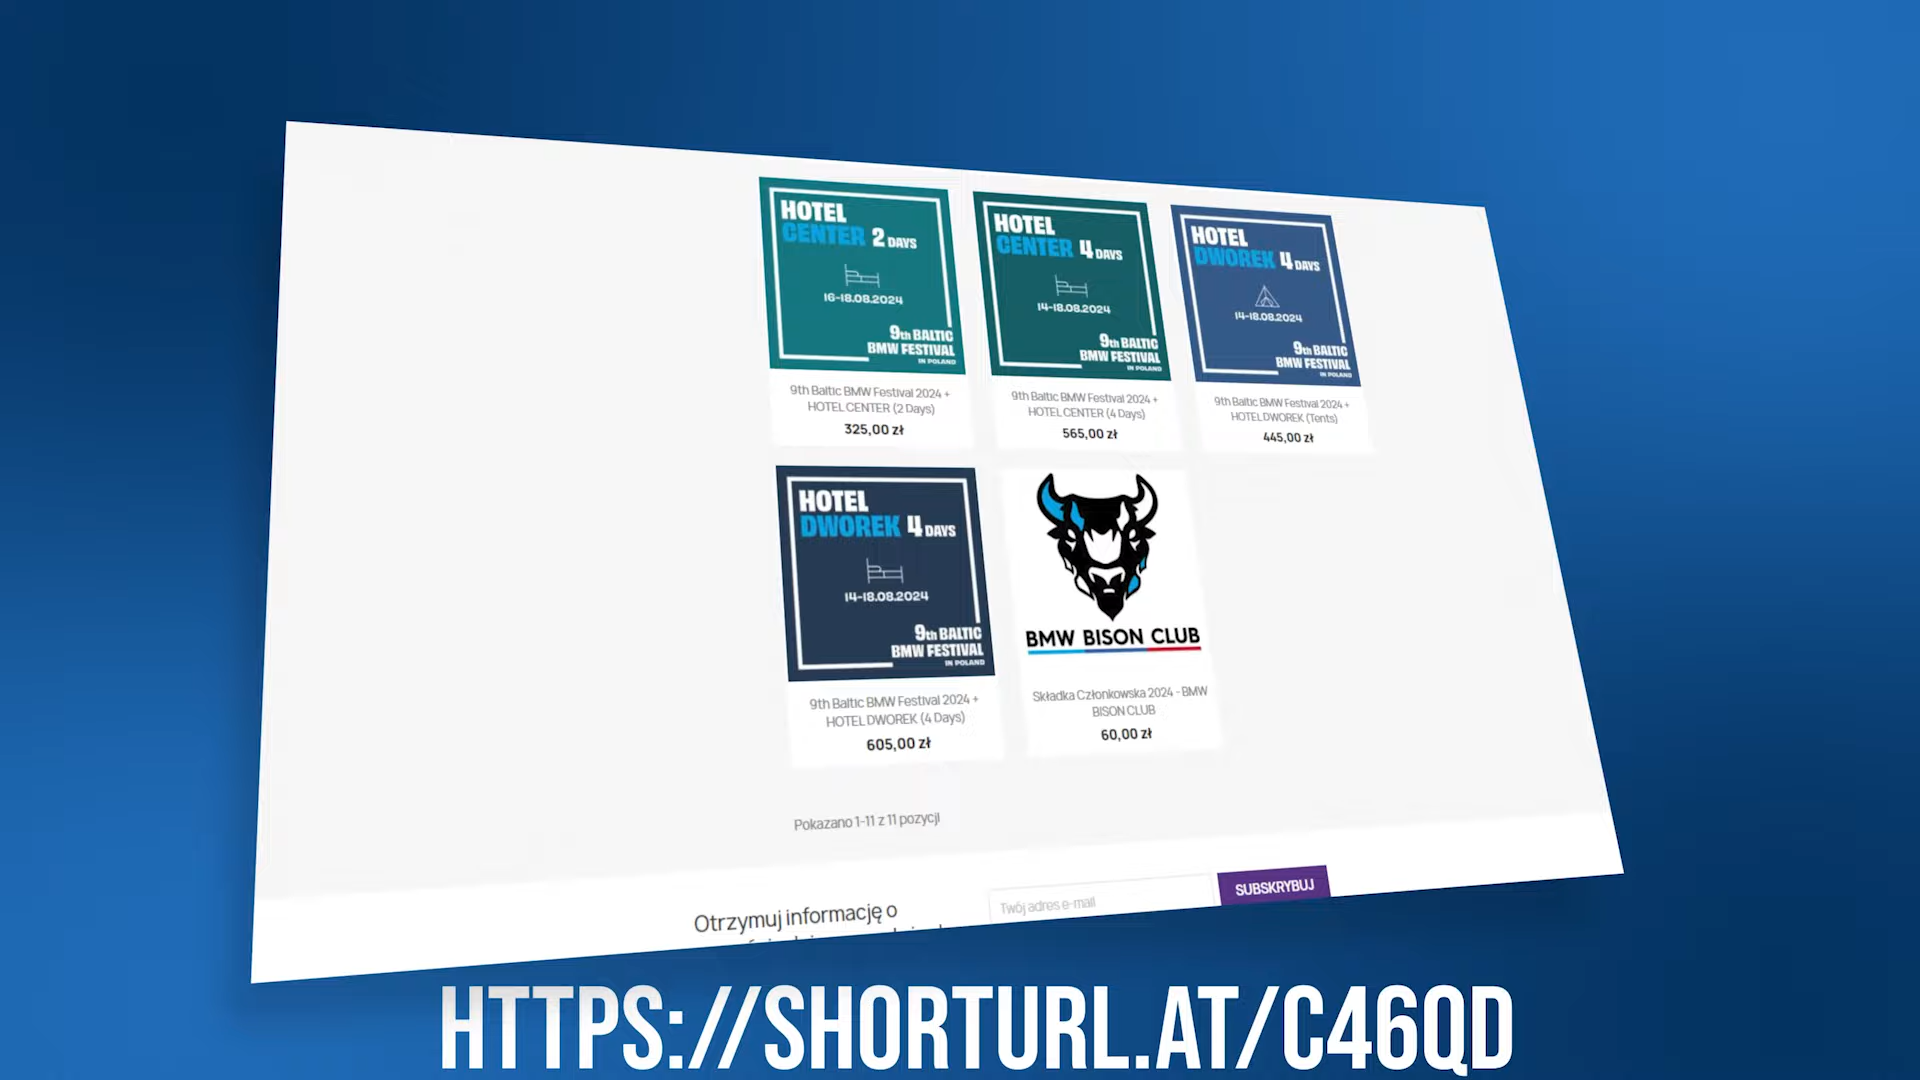 HOTEL
CENTER 2 DAYS
16-18.08.2024
9th BALTIC
BMW FESTIVAL
IN POLAND
9th Baltic BMW Festival 2024 +
HOTEL CENTER (2 Days)
325,00 zł
HOTEL
CENTER 4 DAYS
14-18.08.2024
9th BALTIC
BMW FESTIVAL
IN POLAND
9th Baltic BMW Festival 2024 +
HOTEL CENTER (4 Days)
565,00 zł
HOTEL
DWOREK 4 DAYS
14-18.08.2024
9th BALTIC
BMW FESTIVAL
IN POLAND
9th Baltic BMW Festival 2024 +
HOTEL DWOREK (Tents)
445,00 zł
HOTEL
DWOREK 4 DAYS
14-18.08.2024
9th BALTIC
BMW FESTIVAL
IN POLAND
9th Baltic BMW Festival 2024 +
HOTEL DWOREK (4 Days)
605,00 zł
BMW BISON CLUB
Składka Członkowska 2024 - BMW
BISON CLUB
60,00 zł
Pokazano 1-11 z 11 pozycji
Otrzymuj informację o
Twój adres e-mail
SUBSKRYBUJ
HTTPS://SHORTURL.AT/C46QD